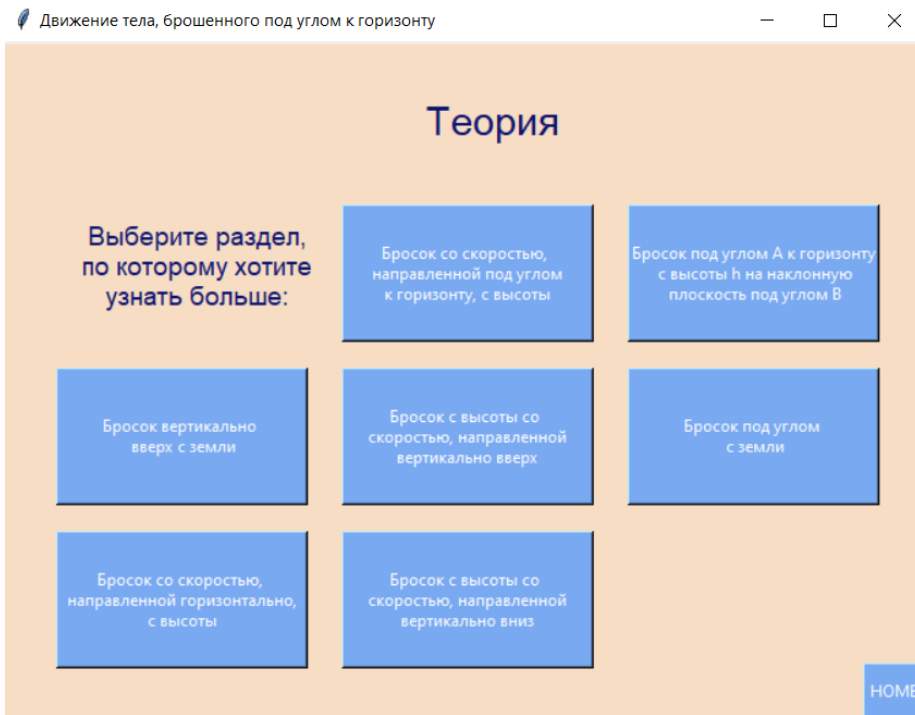 Движение тела, брошенного под углом к горизонту
Теория
Выберите раздел,
по которому хотите
узнать больше:
Бросок со скоростью,
направленной под углом
к горизонту, с высоты
Бросок под углом A к горизонту
с высоты h на наклонную
плоскость под углом B
Бросок вертикально
вверх с земли
Бросок с высоты со
скоростью, направленной
вертикально вверх
Бросок под углом
с земли
Бросок со скоростью,
направленной горизонтально,
с высоты
Бросок с высоты со
скоростью, направленной
вертикально вниз
HOME